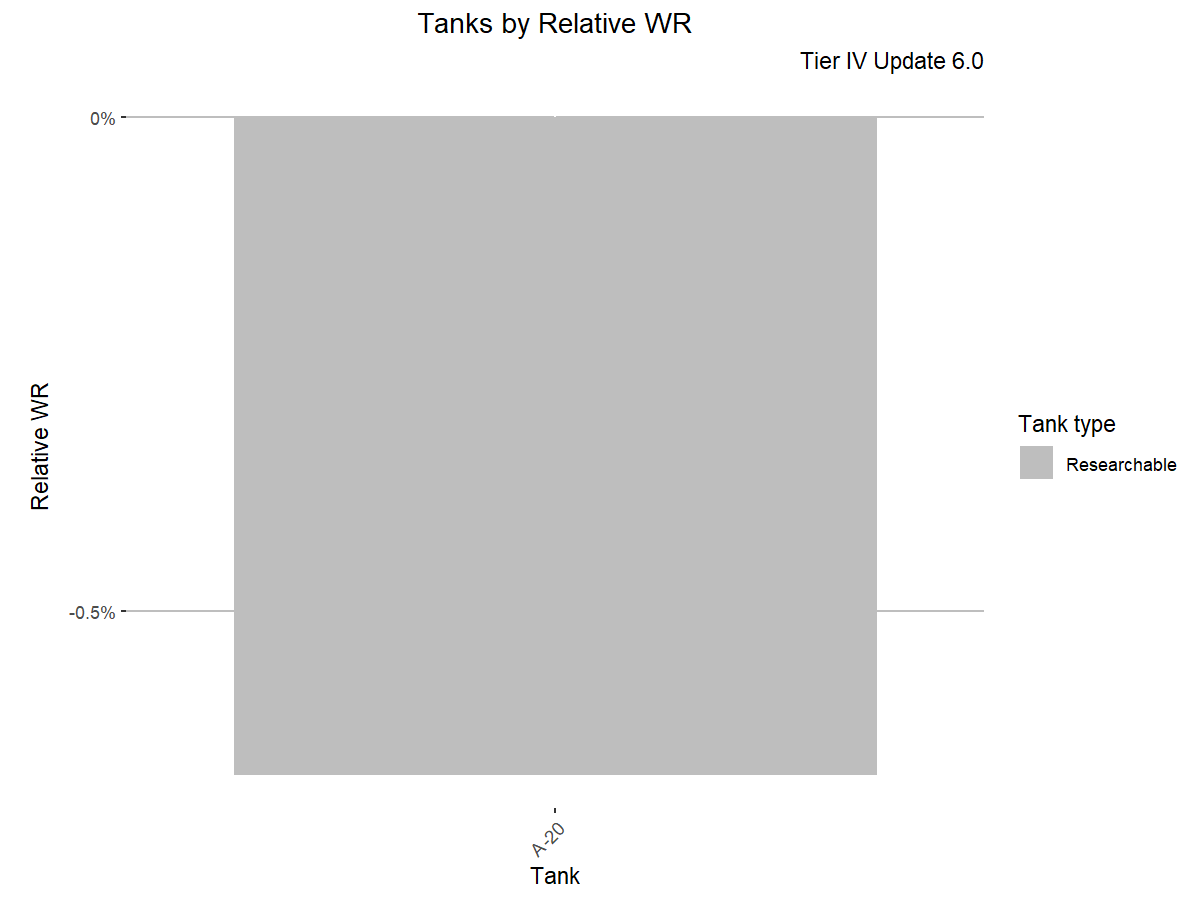 Tanks by Relative WR
Tier IV Update 6.0
0%
-0.5%
Relative WR
A-20
Tank
Tank type
Researchable